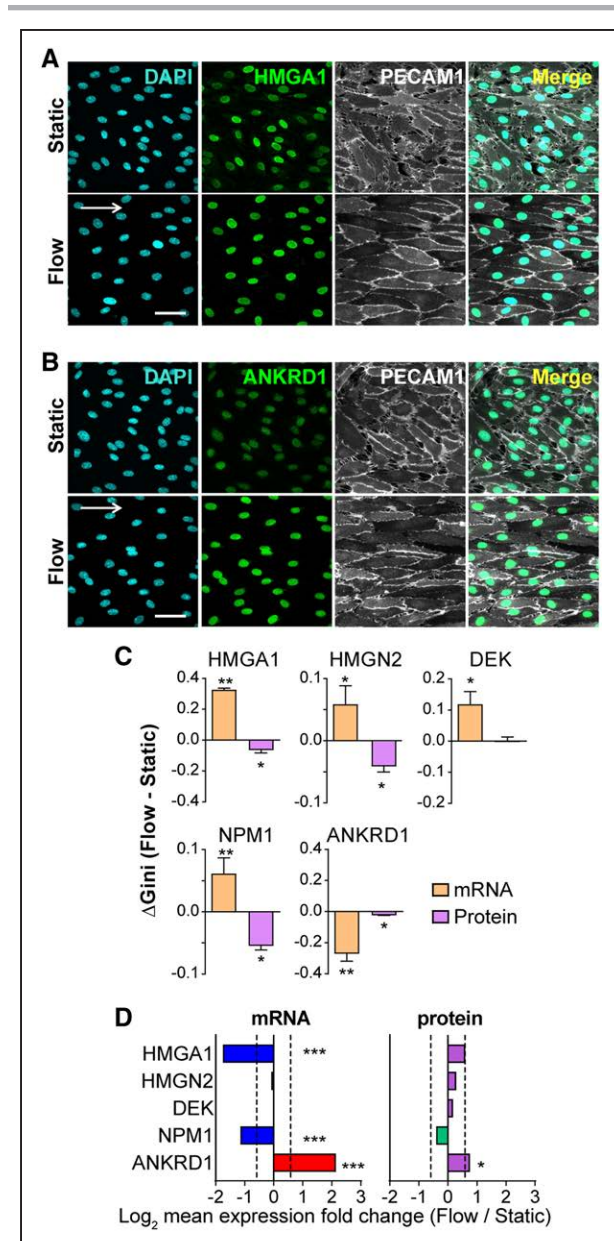 A
DAPI HMGA1 PECAM1 Merge
Static
Flow
B
DAPI ANKRD1 PECAM1 Merge
Static
Flow
C
HMGA1 HMGN2 DEK
0.4 0.1 0.2
** * *
0.2 0.1
0.0 0.0 0.0
-0.2 -0.1
* *
-0.4 -0.1 -0.2
NPM1 ANKRD1
0.1 0.4
** 0.2
0.0 0.0
* -0.2 *
-0.1 -0.4 **
ΔGini (Flow - Static)
mRNA
Protein
D
mRNA protein
HMGA1 ***
HMGN2
DEK
NPM1 ***
ANKRD1 *** *
-2 -1 0 1 2 3 -2 -1 0 1 2 3
Log2 mean expression fold change (Flow / Static)